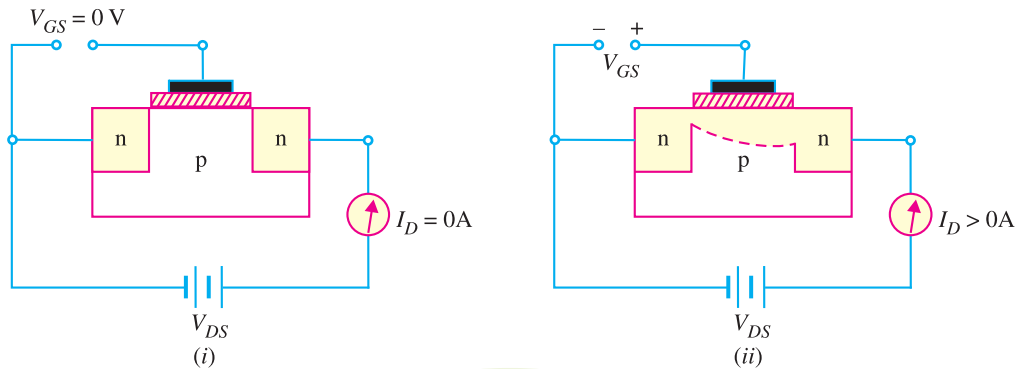 V_GS = 0 V
n
p
n
I_D = 0A
V_DS
(i)
– +
V_GS
n
p
n
I_D > 0A
V_DS
(ii)